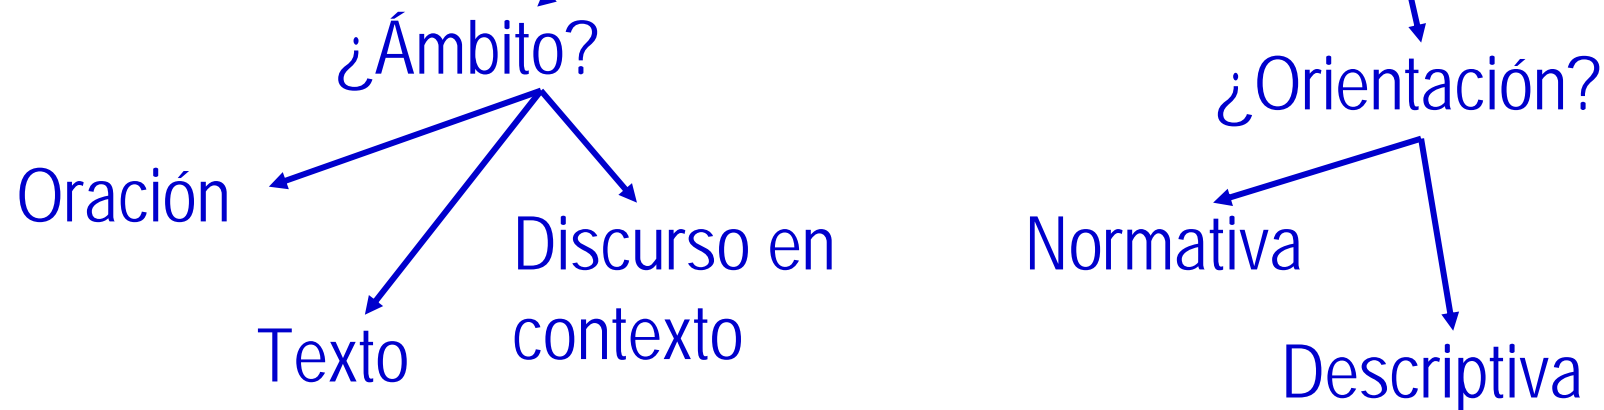 ¿Ámbito?
Oración
Texto
Discurso en
contexto
¿Orientación?
Normativa
Descriptiva